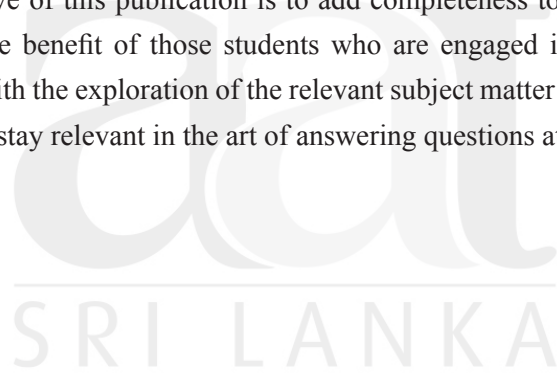 ve of this publication is to add completeness to
e benefit of those students who are engaged i
ith the exploration of the relevant subject matter
stay relevant in the art of answering questions a
aat
SRI LANKA